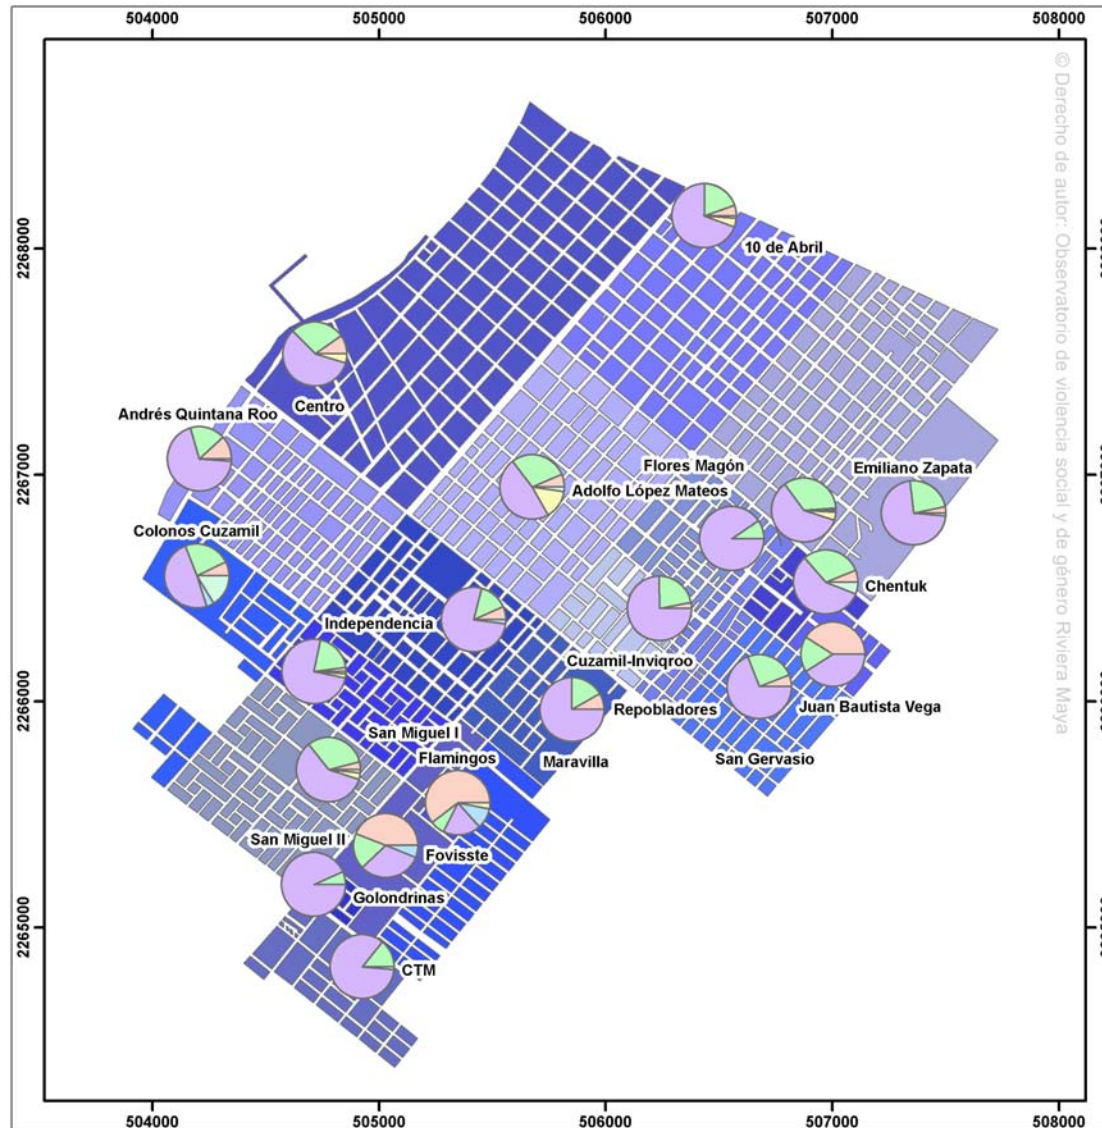 504000 505000 506000 507000 508000
© Derecho de autor: Observatorio de violencia social y de género Riviera Maya
2268000
10 de Abril
Centro
Andrés Quintana Roo
2267000
Flores Magón
Emiliano Zapata
Adolfo López Mateos
Colonos Cuzamil
Chentuk
Independencia
Cuzamil-Inviqroo
2266000
Repobladores
Juan Bautista Vega
San Miguel I
Flamingos
Maravilla
San Gervasio
San Miguel II
Fovisste
Golondrinas
2265000
CTM
504000 505000 506000 507000 508000